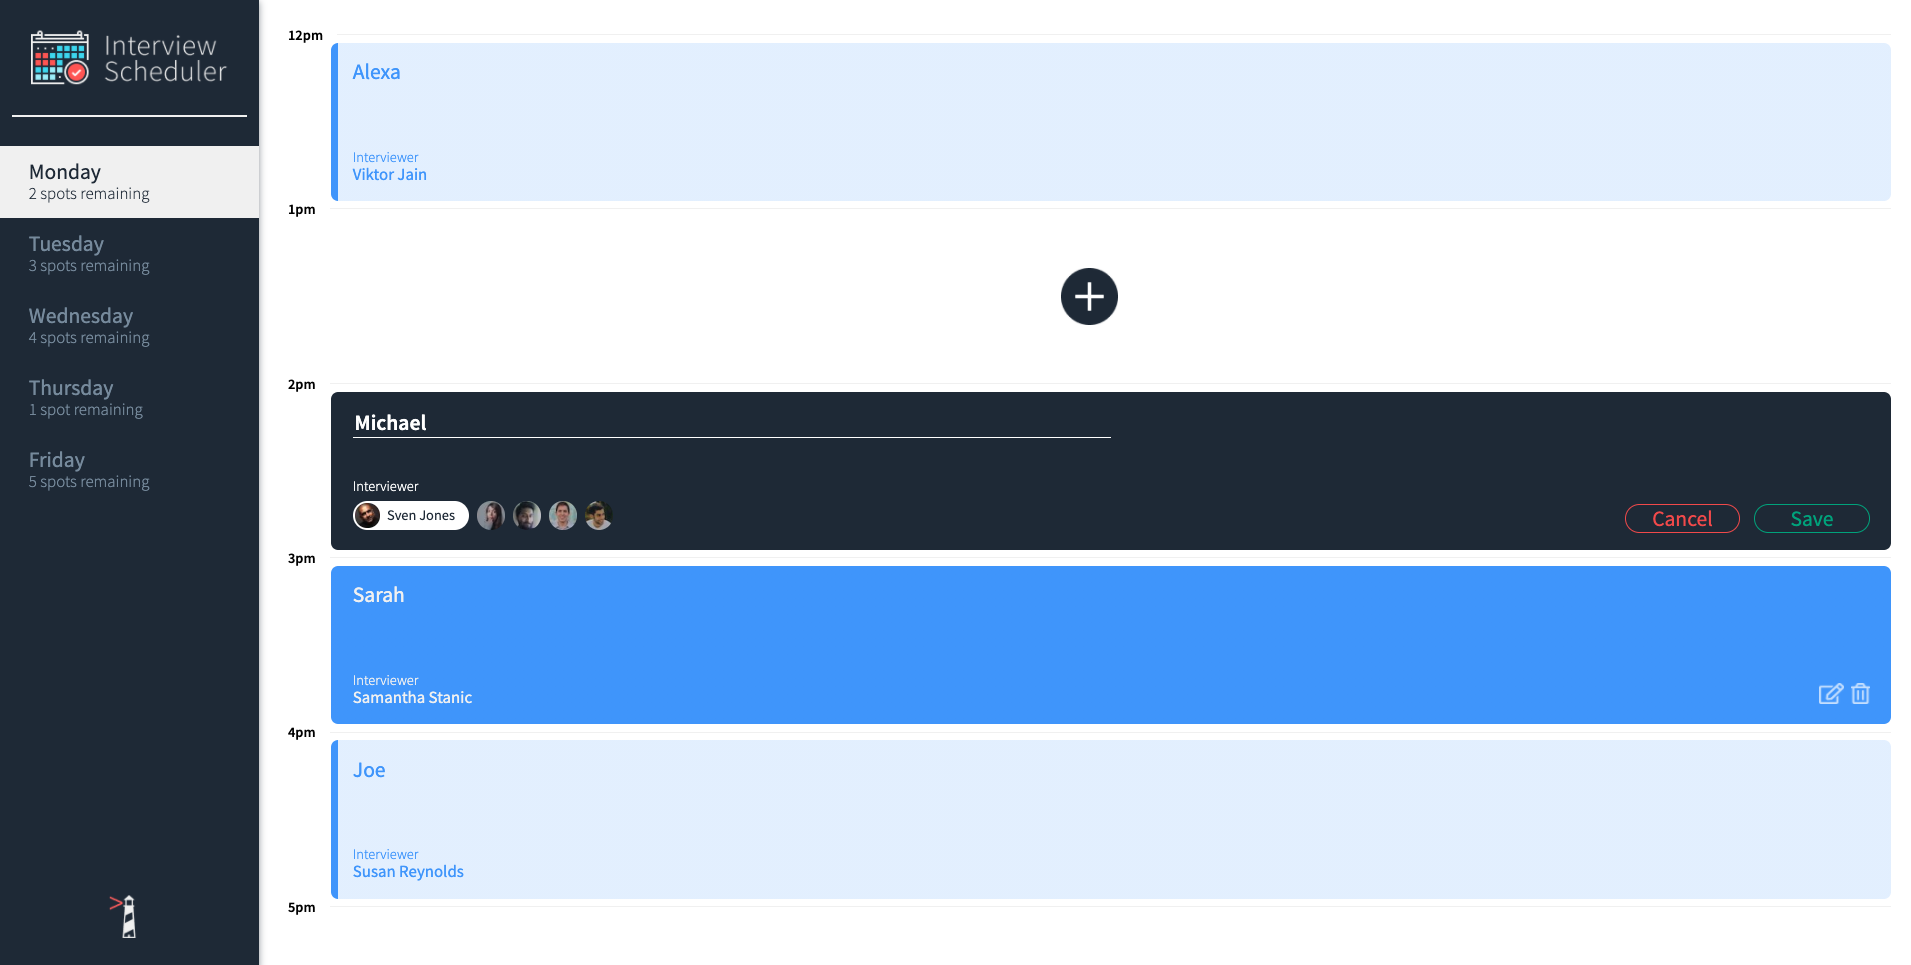 Interview
Scheduler
Monday
2 spots remaining
Tuesday
3 spots remaining
Wednesday
4 spots remaining
Thursday
1 spot remaining
Friday
5 spots remaining
12pm
Alexa
Interviewer
Viktor Jain
1pm
2pm
Michael
Interviewer
Sven Jones
Cancel
Save
3pm
Sarah
Interviewer
Samantha Stanic
4pm
Joe
Interviewer
Susan Reynolds
5pm